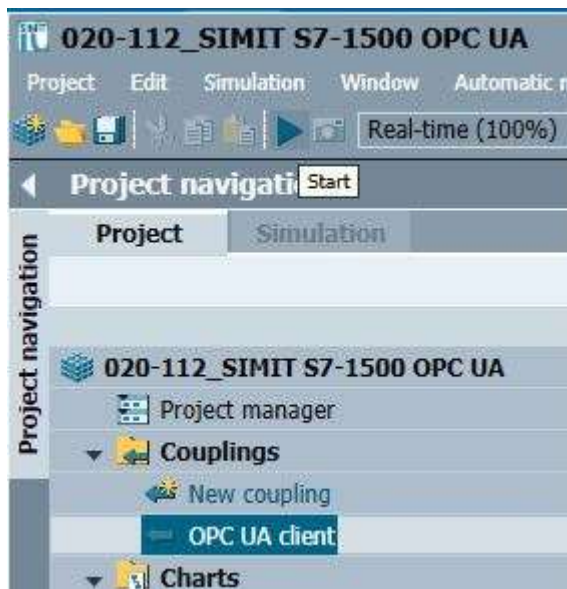 020-112_SIMIT S7-1500 OPC UA
Project Edit Simulation Window Automatic
Real-time (100%)
Project navigati
Start
Project Simulation
Project navigation
020-112_SIMIT S7-1500 OPC UA
Project manager
Couplings
New coupling
OPC UA client
Charts